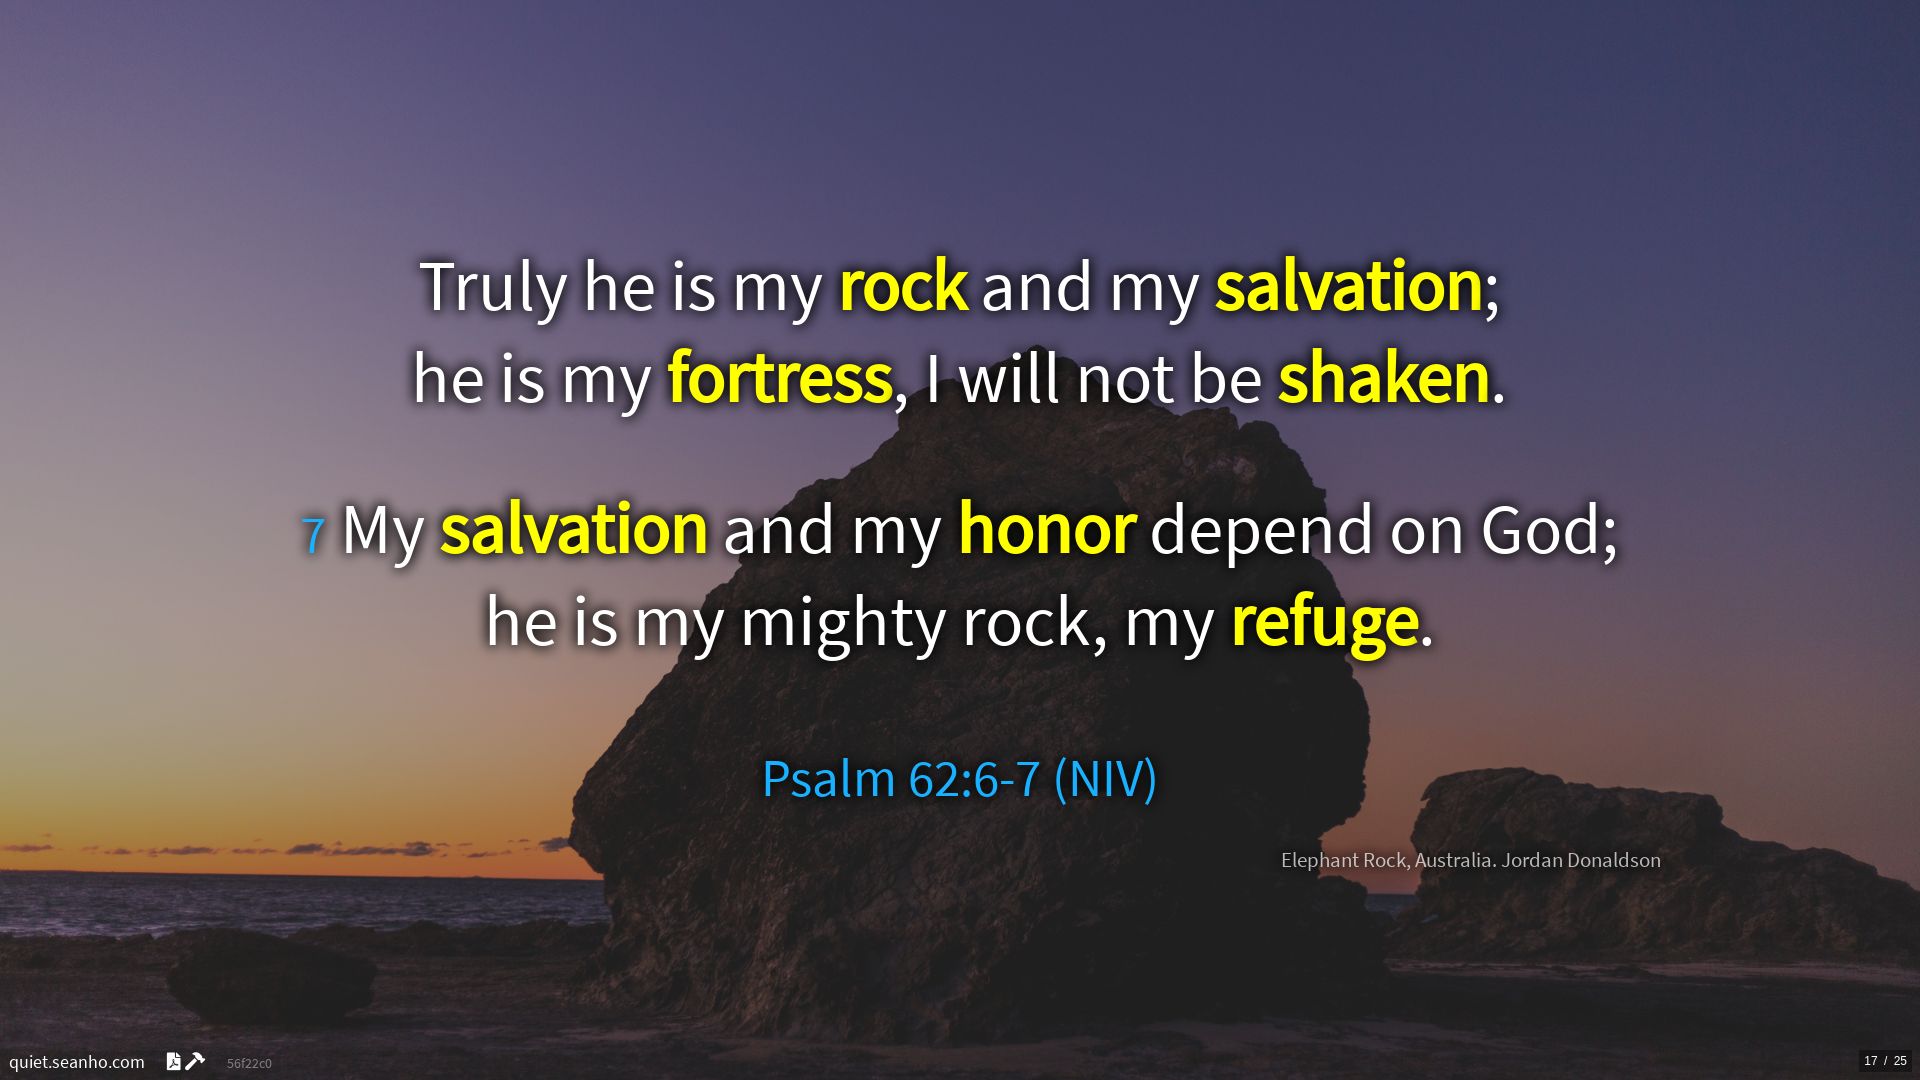 Truly he is my rock and my salvation;
he is my fortress, I will not be shaken.
7 My salvation and my honor depend on God;
he is my mighty rock, my refuge.
Psalm 62:6-7 (NIV)
Elephant Rock, Australia. Jordan Donaldson
quiet.seanho.com 56f22c0
17 / 25